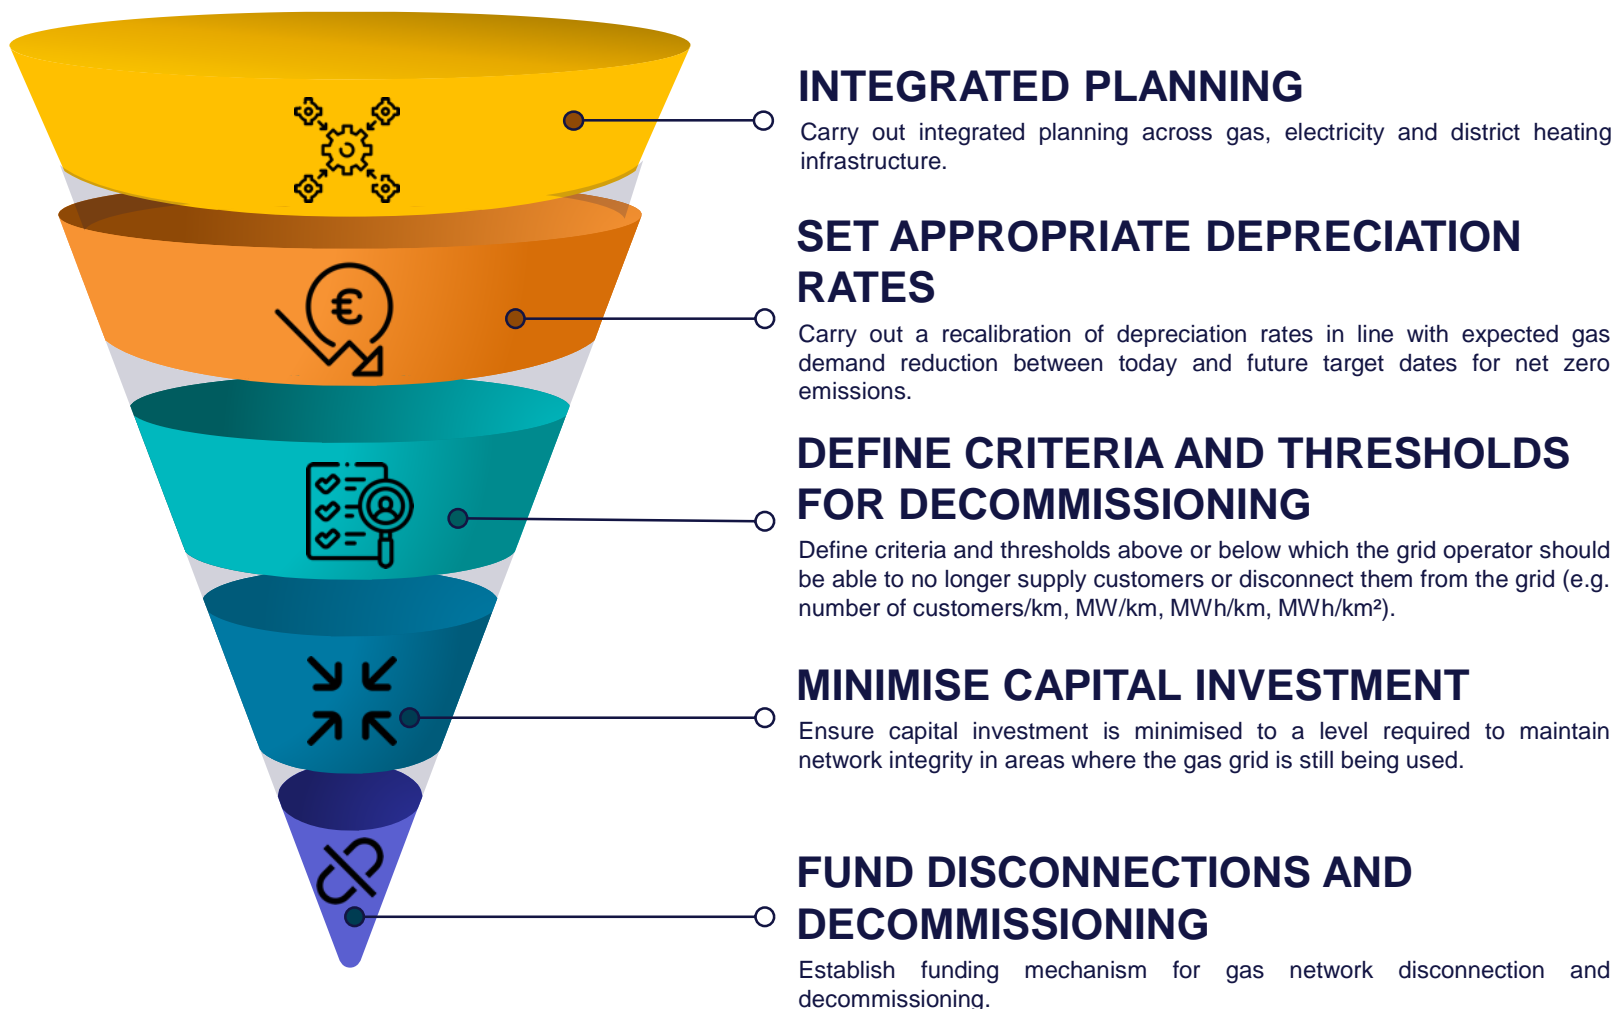 INTEGRATED PLANNING
Carry out integrated planning across gas, electricity and district heating
infrastructure.
SET APPROPRIATE DEPRECIATION
RATES
Carry out a recalibration of depreciation rates in line with expected gas
demand reduction between today and future target dates for net zero
emissions.
DEFINE CRITERIA AND THRESHOLDS
FOR DECOMMISSIONING
Define criteria and thresholds above or below which the grid operator should
be able to no longer supply customers or disconnect them from the grid (e.g.
number of customers/km, MW/km, MWh/km, MWh/km²).
MINIMISE CAPITAL INVESTMENT
Ensure capital investment is minimised to a level required to maintain
network integrity in areas where the gas grid is still being used.
FUND DISCONNECTIONS AND
DECOMMISSIONING
Establish funding mechanism for gas network disconnection and
decommissioning.
€